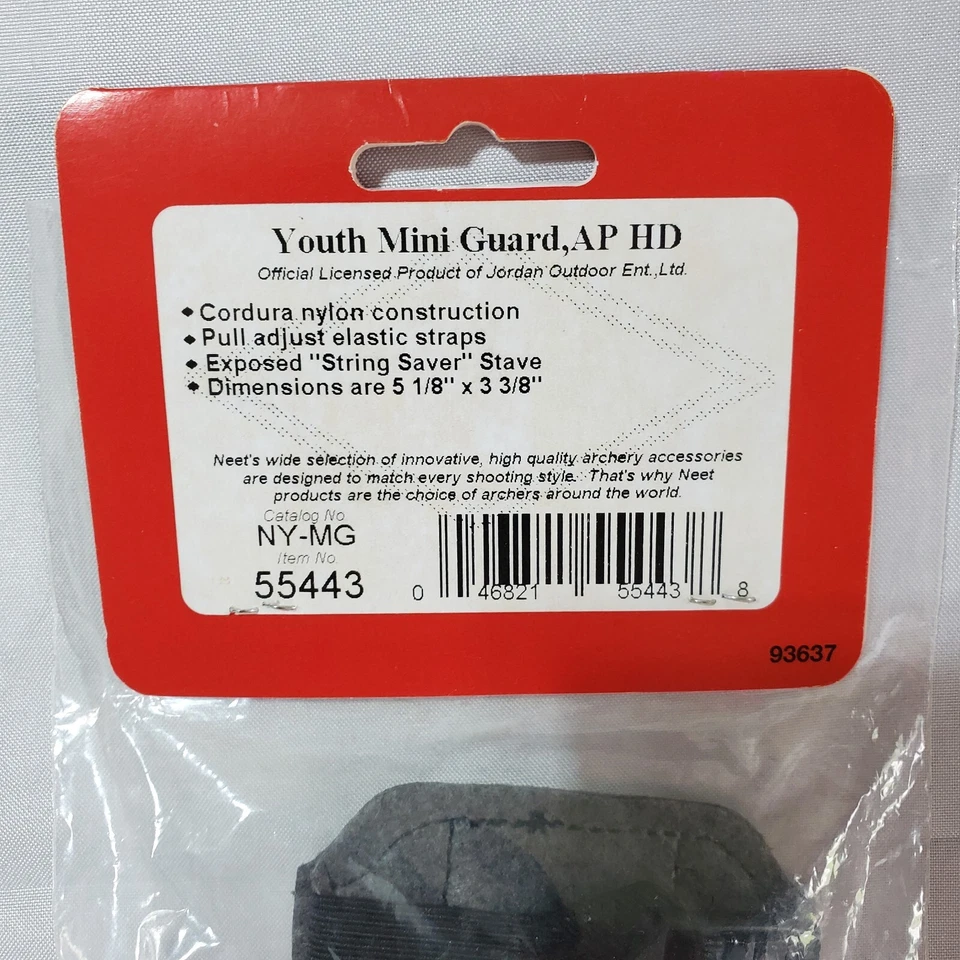 Youth Mini Guard,AP HD
Official Licensed Product of Jordan Outdoor Ent.,Ltd.
Cordura nylon construction
Pull adjust elastic straps
Exposed "String Saver" Stave
Dimensions are 5 1/8" x 3 3/8"
Neet's wide selection of innovative, high quality archery accessories
are designed to match every shooting style. That's why Neet
products are the choice of archers around the world.
Catalog No
NY-MG
Item No.
55443
0 46821 55443 8
93637